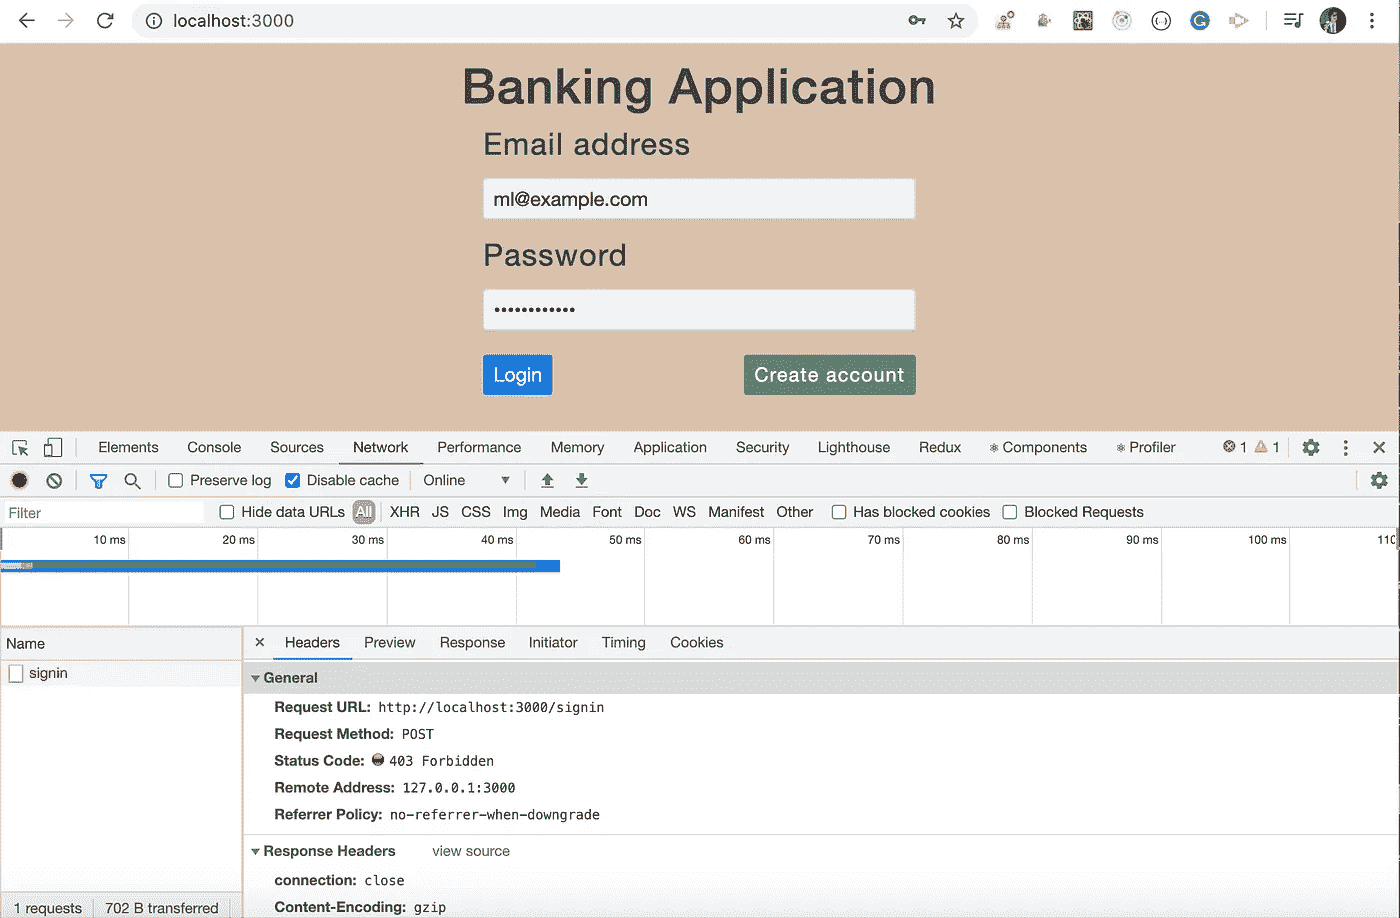 localhost:3000
Banking Application
Email address
ml@example.com
Password
••••••••••••
Login Create account
Elements Console Sources Network Performance Memory Application Security Lighthouse Redux Components Profiler 1 1
Preserve log Disable cache Online
Filter Hide data URLs All XHR JS CSS Img Media Font Doc WS Manifest Other Has blocked cookies Blocked Requests
10 ms 20 ms 30 ms 40 ms 50 ms 60 ms 70 ms 80 ms 90 ms 100 ms 110
Name Headers Preview Response Initiator Timing Cookies
signin
General
Request URL: http://localhost:3000/signin
Request Method: POST
Status Code: 403 Forbidden
Remote Address: 127.0.0.1:3000
Referrer Policy: no-referrer-when-downgrade
Response Headers view source
connection: close
Content-Encoding: gzip
1 requests 702 B transferred